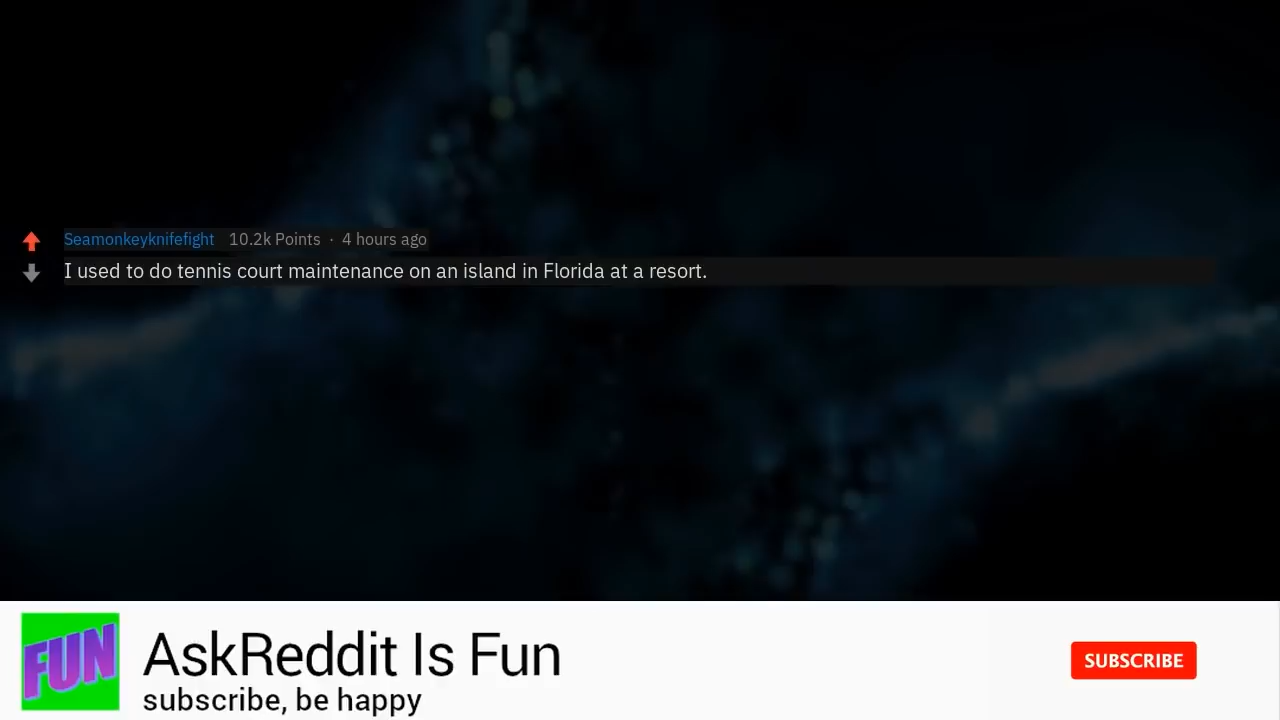 Seamonkeyknifefight 10.2k Points · 4 hours ago
I used to do tennis court maintenance on an island in Florida at a resort.
FUN
AskReddit Is Fun
subscribe, be happy
SUBSCRIBE